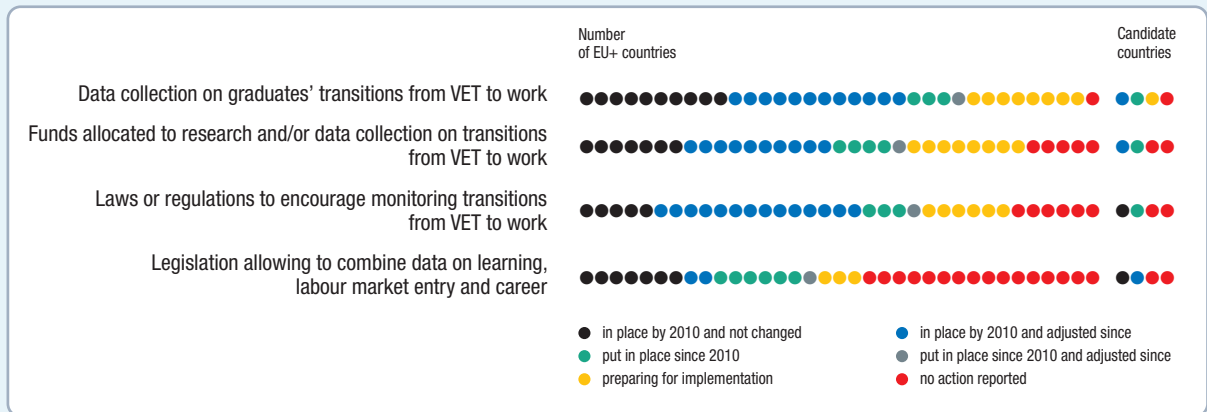 Number
of EU+ countries
Candidate
countries
Data collection on graduates’ transitions from VET to work
Funds allocated to research and/or data collection on transitions
from VET to work
Laws or regulations to encourage monitoring transitions
from VET to work
Legislation allowing to combine data on learning,
labour market entry and career
in place by 2010 and not changed
in place by 2010 and adjusted since
put in place since 2010
put in place since 2010 and adjusted since
preparing for implementation
no action reported